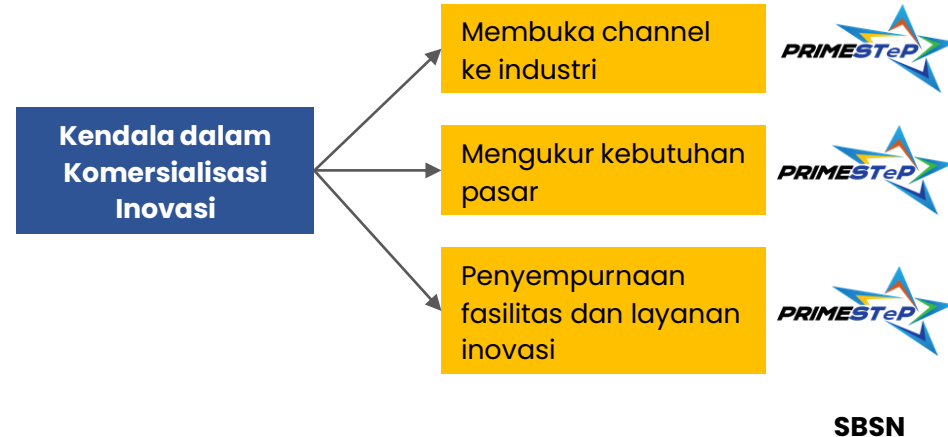 Kendala dalam
Komersialisasi
Inovasi
Membuka channel
ke industri
PRIMESTeP
Mengukur kebutuhan
pasar
PRIMESTeP
Penyempurnaan
fasilitas dan layanan
inovasi
PRIMESTeP
SBSN